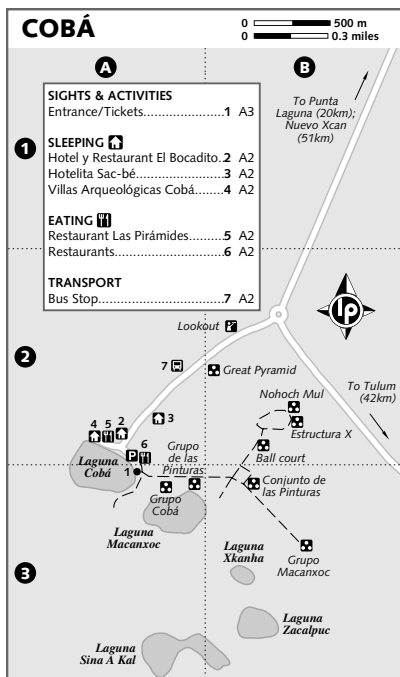 COBÁ
0 500 m
0 0.3 miles
A
B
SIGHTS & ACTIVITIES
Entrance/Tickets.......................1 A3
SLEEPING
Hotel y Restaurant El Bocadito..2 A2
Hotelita Sac-bé.........................3 A2
Villas Arqueológicas Cobá.........4 A2
EATING
Restaurant Las Pirámides.........5 A2
Restaurants..............................6 A2
TRANSPORT
Bus Stop..................................7 A2
To Punta
Laguna (20km);
Nuevo Xcan
(51km)
1
lp
Lookout
2
7
Great Pyramid
To Tulum
(42km)
Nohoch Mul
Estructura X
4 5 2
3
Ball court
P
6
1
Laguna
Cobá
Grupo
de las
Pinturas
Conjunto de
las Pinturas
Grupo
Cobá
Laguna
Macanxoc
Laguna
Xkanha
Grupo
Macanxoc
3
Laguna
Zacalpuc
Laguna
Sina A Kal